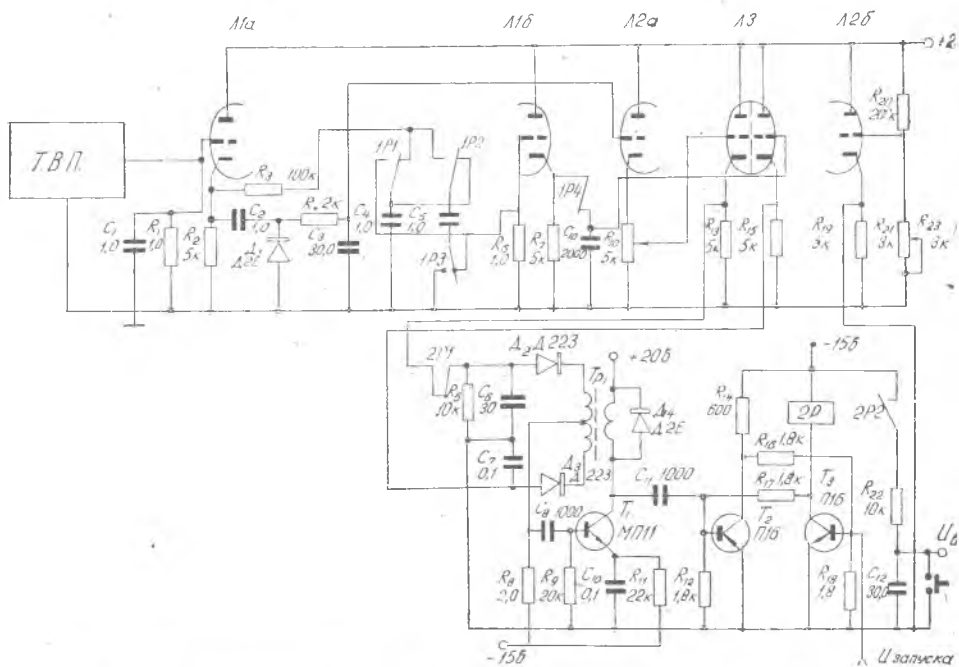 Л1а Л1б Л2а Л3 Л2б
+2
Т.В.П.
R₂₀ 20к
R₃ 100к
1Р1 1Р2
1Р4
1Р3
C₁ 1,0
R₁ 1,0
R₂ 5к
C₂ 1,0
Д₁ Д2Е
2к
C₃ 30,0
C₄ 1,0
C₅ 1,0
R₅ 1,0
R₇ 5к
2000
R₁₀ 5к
R₁₃ 5к
R₁₅ 5к
R₁₉ 3к
R₂₁ 3к
R₂₃ 3к
2Р1
Д₂ Д223
Тр₁
+20в
-15в
10к
C₆ 30
C₇ 0,1
Д₃ 223
Д₄ Д2Е
R₁₄ 600
2Р
2Р2
R₁₆ 1,8к
R₁₇ 1,8к
C₁₁ 1000
C₈ 1000
Т₁ МП11
Т₂ П16
Т₃ П16
R₂₂ 10к
R₈ 2,0
R₉ 20к
C₁₀ 0,1
R₁₁ 22к
R₁₂ 1,8к
R₁₈ 1,8
C₁₂ 30,0
-15в
U запуска